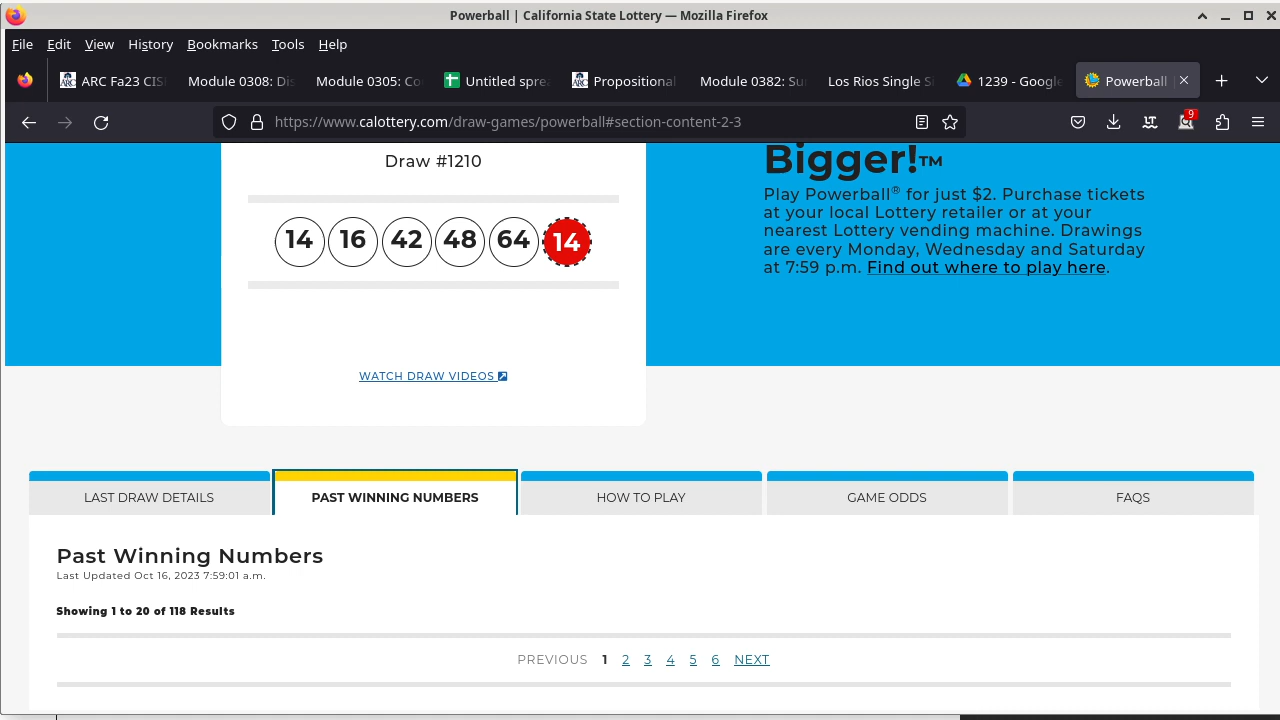 Powerball | California State Lottery — Mozilla Firefox
File Edit View History Bookmarks Tools Help
ARC Fa23 CIS Module 0308: Dis Module 0305: Co Untitled sprea Propositional Module 0382: Su Los Rios Single Si 1239 - Google Powerball
https://www.calottery.com/draw-games/powerball#section-content-2-3
9
Draw #1210
14 16 42 48 64 14
WATCH DRAW VIDEOS
Bigger!™
Play Powerball® for just $2. Purchase tickets
at your local Lottery retailer or at your
nearest Lottery vending machine. Drawings
are every Monday, Wednesday and Saturday
at 7:59 p.m. Find out where to play here.
LAST DRAW DETAILS
PAST WINNING NUMBERS
HOW TO PLAY
GAME ODDS
FAQS
Past Winning Numbers
Last Updated Oct 16, 2023 7:59:01 a.m.
Showing 1 to 20 of 118 Results
PREVIOUS 1 2 3 4 5 6 NEXT